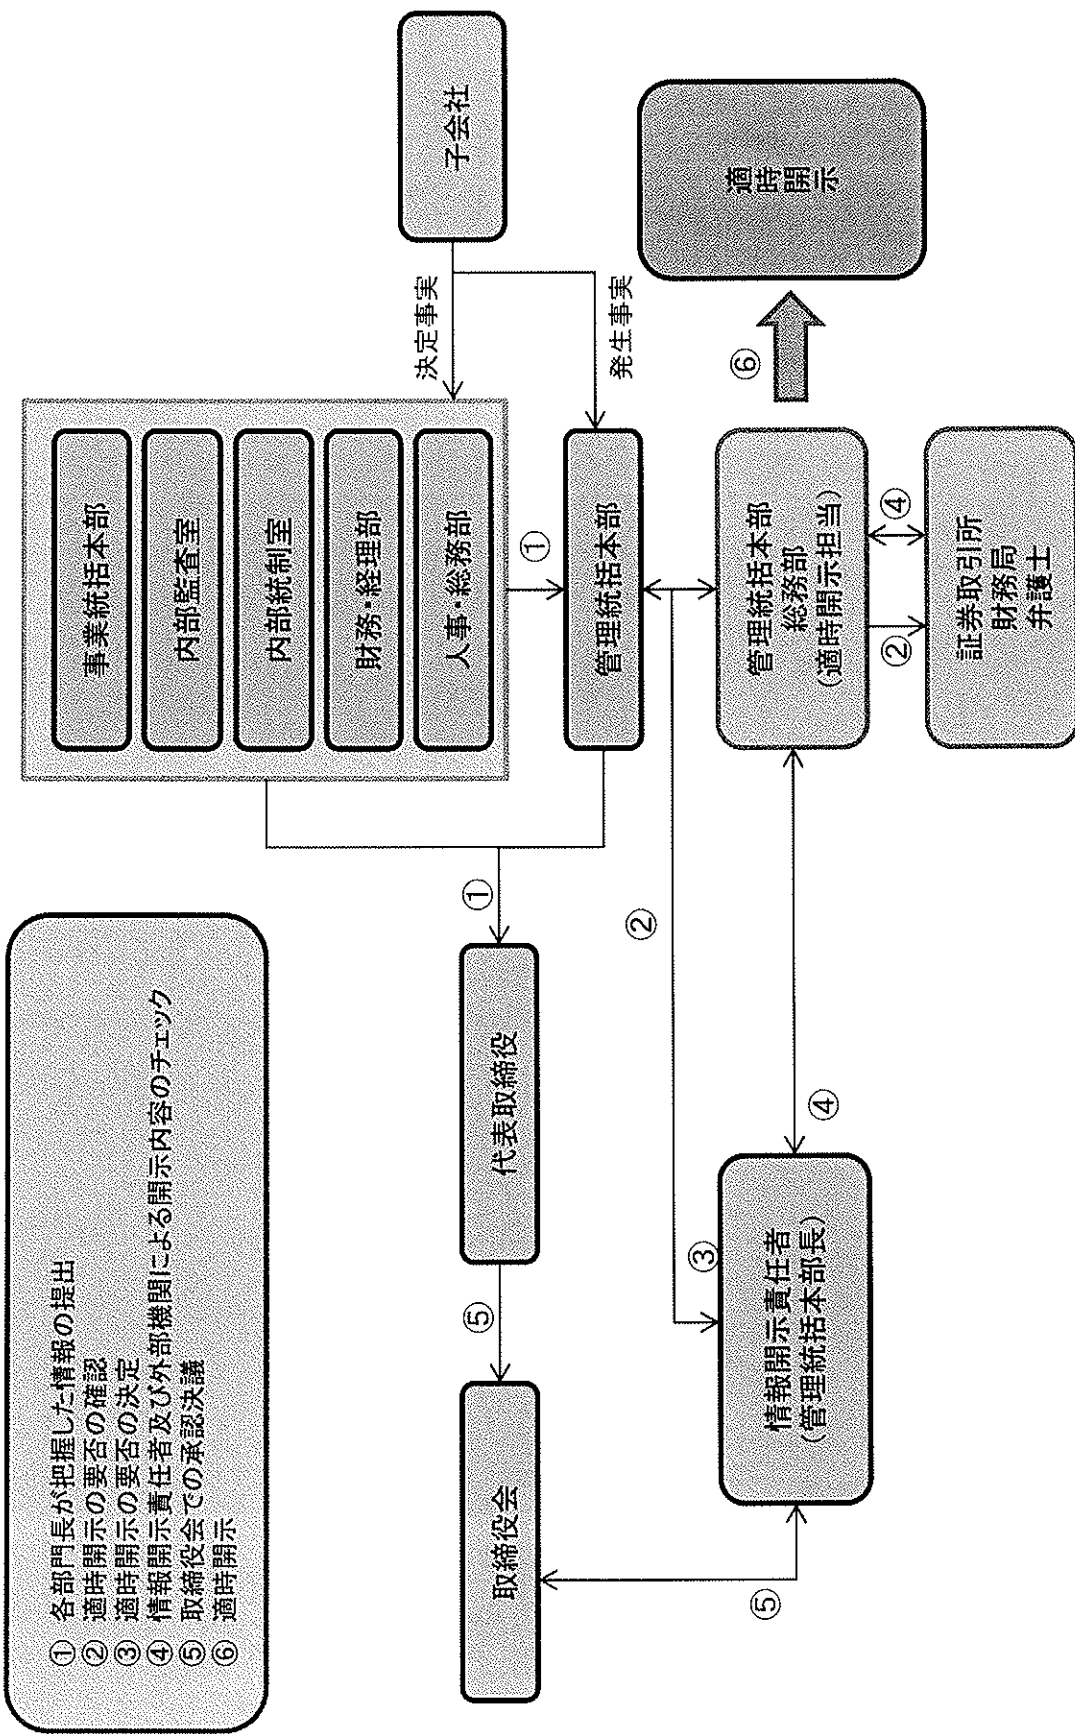 ① 各部門長が把握した情報の提出
② 適時開示の要否の確認
③ 適時開示の要否の決定
④ 情報開示責任者及び外部機関による開示内容のチェック
⑤ 取締役会での承認決議
⑥ 適時開示
事業統括本部
内部監査室
内部統制室
財務・経理部
人事・総務部
子会社
決定事実
発生事実
①
管理統括本部
①
代表取締役
⑤
取締役会
②
③
情報開示責任者
(管理統括本部長)
④
⑤
管理統括本部
総務部
(適時開示担当)
②
④
証券取引所
財務局
弁護士
⑥
適時
開示